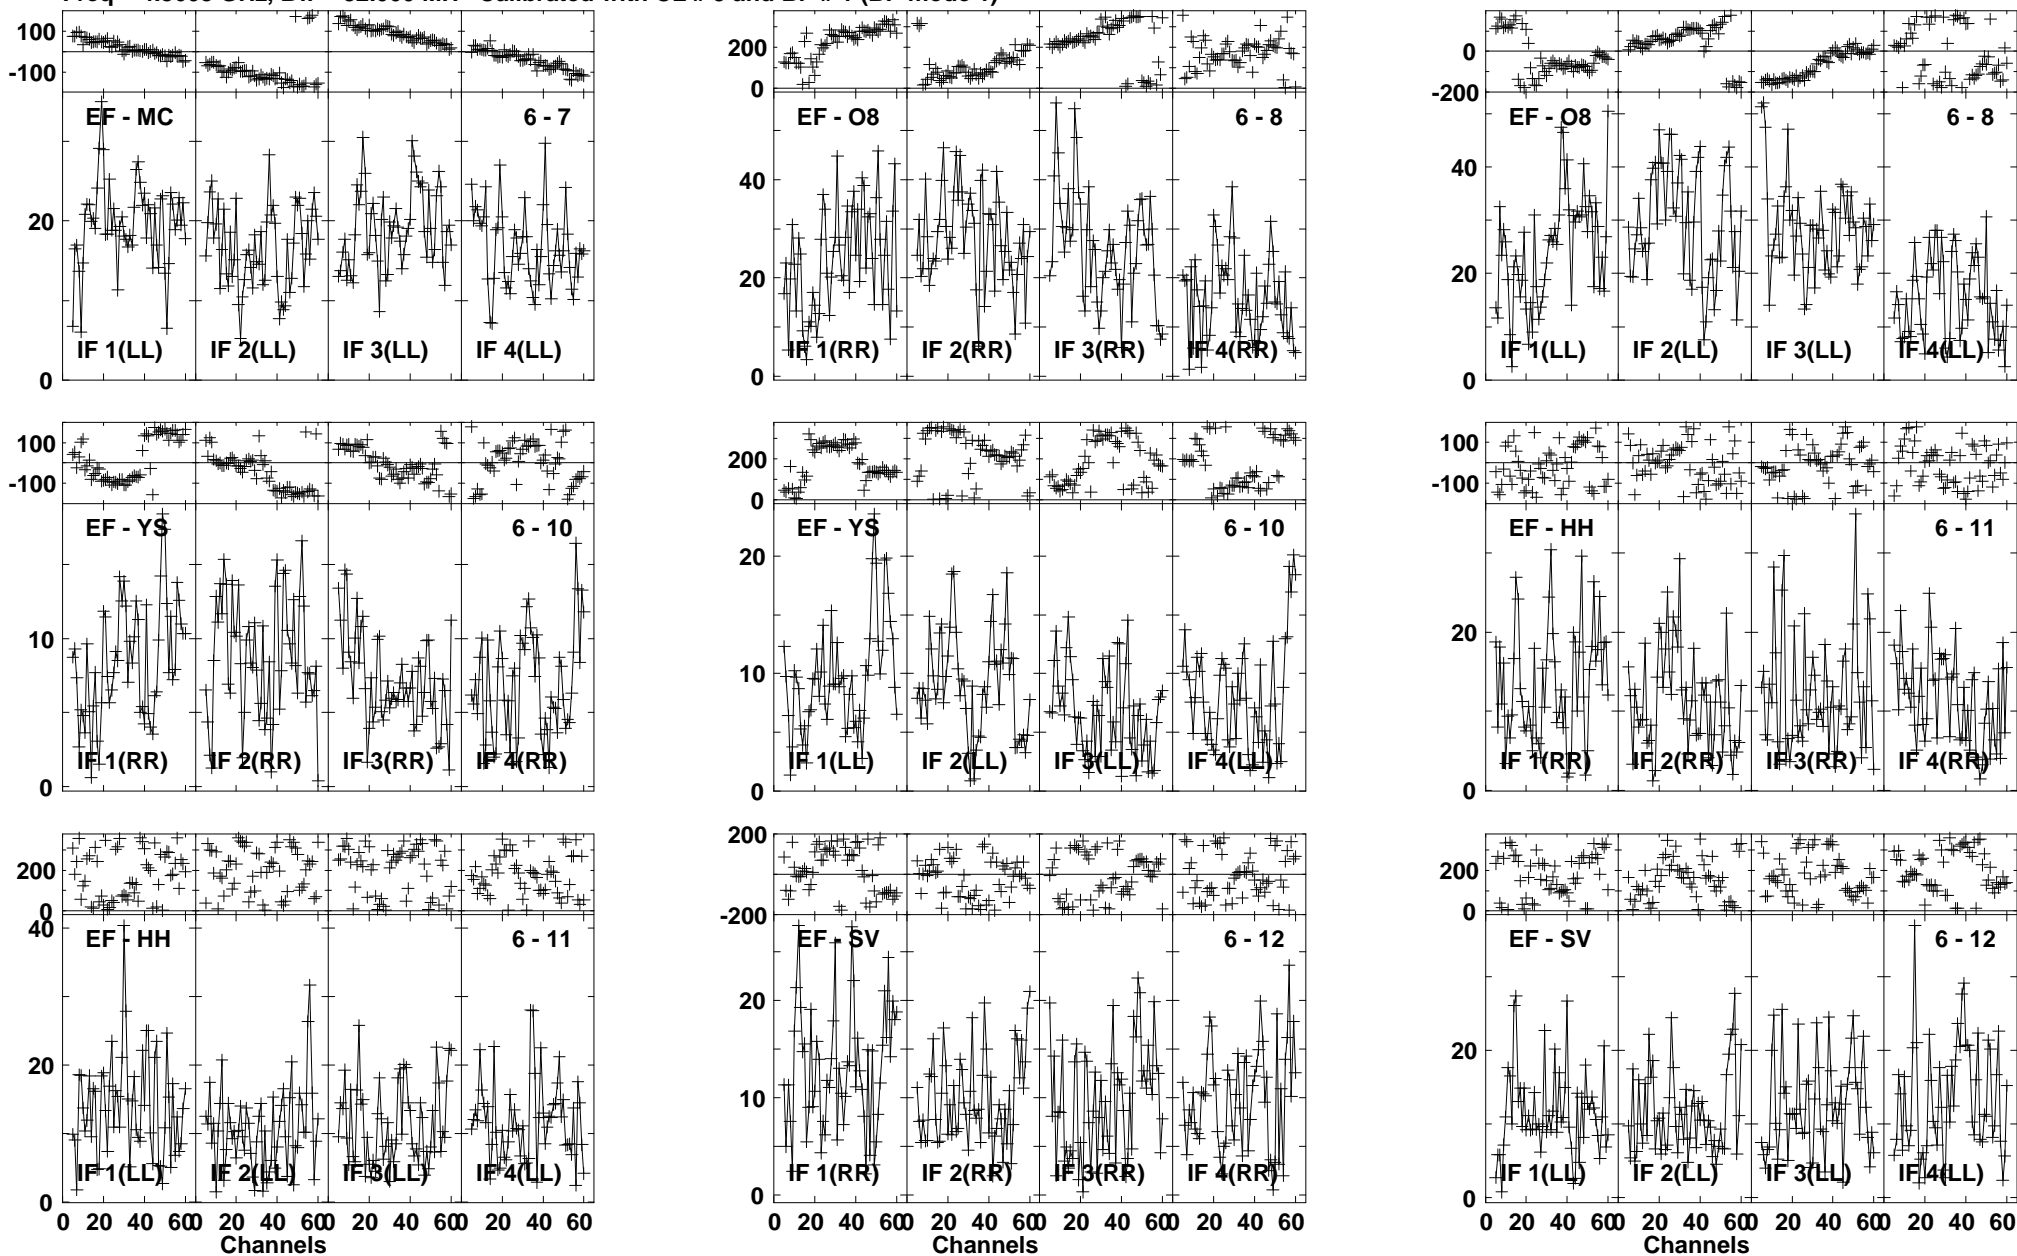 100
-100
EF - MC 6 - 7
20
IF 1(LL) IF 2(LL) IF 3(LL) IF 4(LL)
0
200
0
EF - O8 6 - 8
40
20
IF 1(RR) IF 2(RR) IF 3(RR) IF 4(RR)
0
0
-200
EF - O8 6 - 8
40
20
IF 1(LL) IF 2(LL) IF 3(LL) IF 4(LL)
0
100
-100
EF - YS 6 - 10
10
IF 1(RR) IF 2(RR) IF 3(RR) IF 4(RR)
0
200
0
EF - YS 6 - 10
20
10
IF 1(LL) IF 2(LL) IF 3(LL) IF 4(LL)
0
100
-100
EF - HH 6 - 11
20
IF 1(RR) IF 2(RR) IF 3(RR) IF 4(RR)
0
200
0
40
EF - HH 6 - 11
20
IF 1(LL) IF 2(LL) IF 3(LL) IF 4(LL)
0
0 20 40 60 0 20 40 60 0 20 40 60 0 20 40 60
Channels
200
-200
EF - SV 6 - 12
20
10
IF 1(RR) IF 2(RR) IF 3(RR) IF 4(RR)
0
0 20 40 60 0 20 40 60 0 20 40 60 0 20 40 60
Channels
200
0
EF - SV 6 - 12
20
IF 1(LL) IF 2(LL) IF 3(LL) IF 4(LL)
0
0 20 40 60 0 20 40 60 0 20 40 60 0 20 40 60
Channels